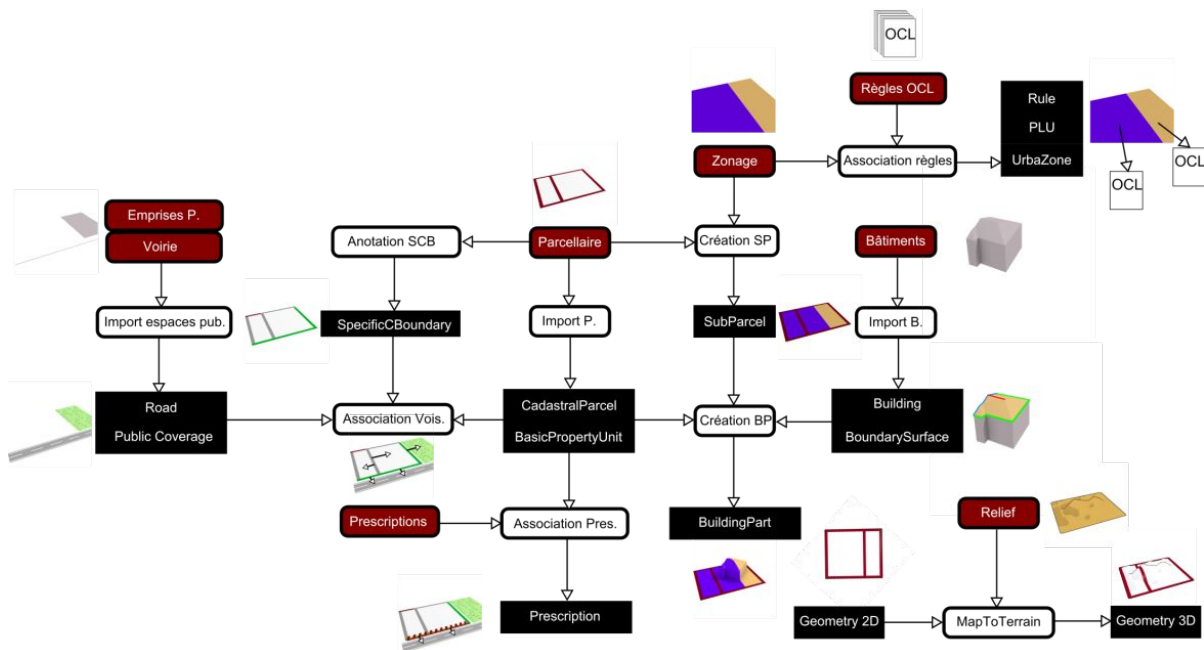 OCL
Règles OCL
Rule
PLU
UrbaZone
Zonage
Association règles
OCL
OCL
Emprises P.
Voirie
Anotation SCB
Parcellaire
Création SP
Bâtiments
Import espaces pub.
SpecificCBoundary
Import P.
SubParcel
Import B.
Road
Public Coverage
Association Vois.
CadastralParcel
BasicPropertyUnit
Création BP
Building
BoundarySurface
Prescriptions
Association Pres.
BuildingPart
Relief
Prescription
Geometry 2D
MapToTerrain
Geometry 3D